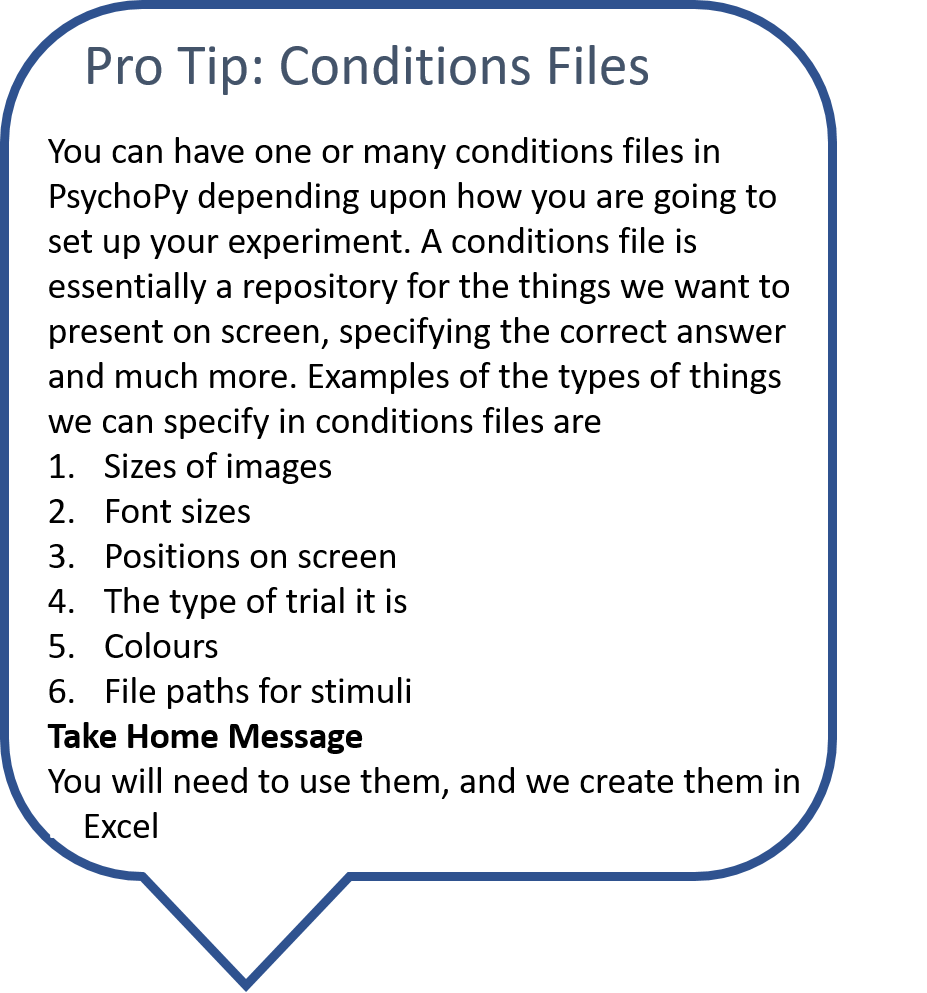 Pro Tip: Conditions Files
You can have one or many conditions files in
PsychoPy depending upon how you are going to
set up your experiment. A conditions file is
essentially a repository for the things we want to
present on screen, specifying the correct answer
and much more. Examples of the types of things
we can specify in conditions files are
1. Sizes of images
2. Font sizes
3. Positions on screen
4. The type of trial it is
5. Colours
6. File paths for stimuli
Take Home Message
You will need to use them, and we create them in
Excel